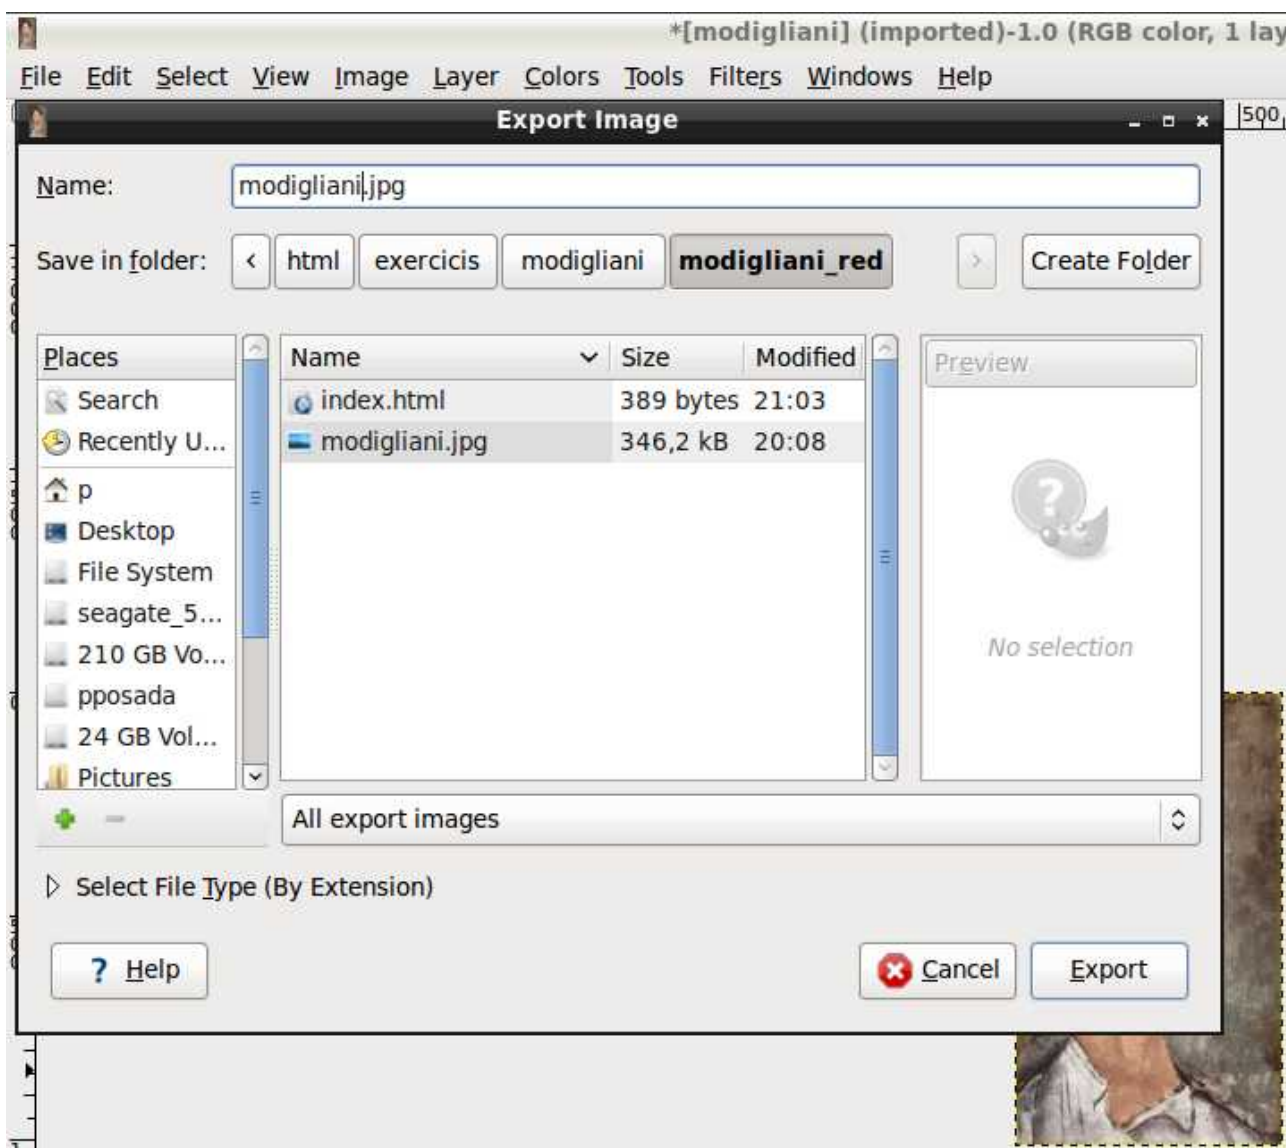 *[modigliani] (imported)-1.0 (RGB color, 1 lay
File Edit Select View Image Layer Colors Tools Filters Windows Help
Export Image
500
Name: modigliani.jpg
Save in folder: < html exercicis modigliani modigliani_red > Create Folder
Places Name Size Modified Preview
Search index.html 389 bytes 21:03
Recently U... modigliani.jpg 346,2 kB 20:08
p
Desktop
File System
seagate_5...
210 GB Vo... No selection
pposada
24 GB Vol...
Pictures
All export images
Select File Type (By Extension)
? Help Cancel Export